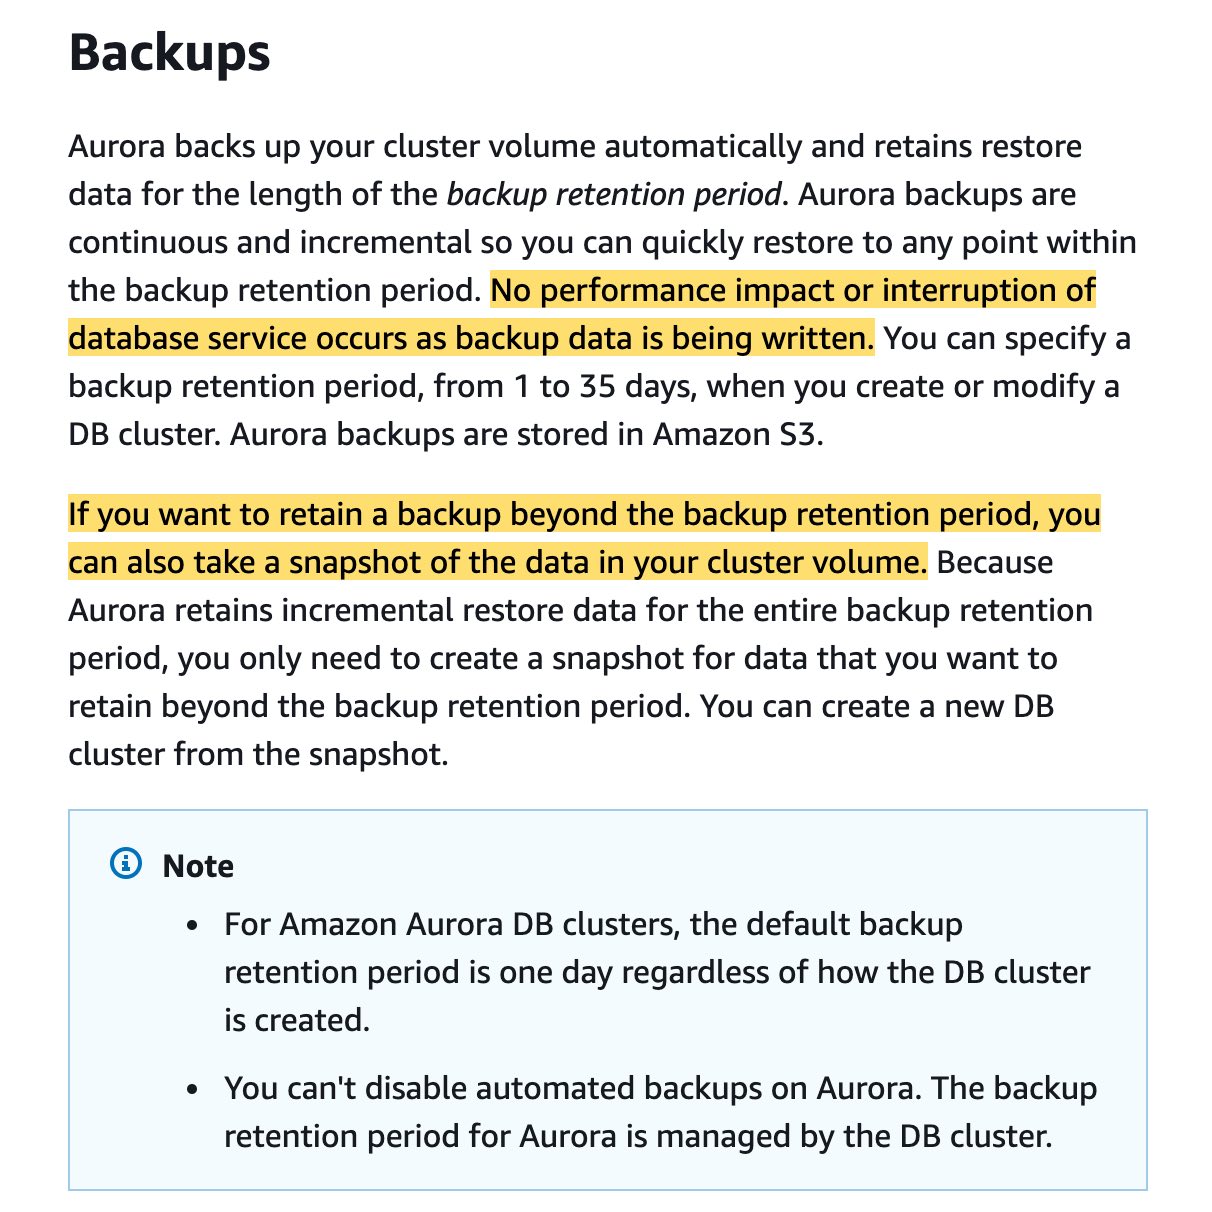 Backups
Aurora backs up your cluster volume automatically and retains restore
data for the length of the backup retention period. Aurora backups are
continuous and incremental so you can quickly restore to any point within
the backup retention period. No performance impact or interruption of
database service occurs as backup data is being written. You can specify a
backup retention period, from 1 to 35 days, when you create or modify a
DB cluster. Aurora backups are stored in Amazon S3.
If you want to retain a backup beyond the backup retention period, you
can also take a snapshot of the data in your cluster volume. Because
Aurora retains incremental restore data for the entire backup retention
period, you only need to create a snapshot for data that you want to
retain beyond the backup retention period. You can create a new DB
cluster from the snapshot.
Note
• For Amazon Aurora DB clusters, the default backup
retention period is one day regardless of how the DB cluster
is created.
• You can't disable automated backups on Aurora. The backup
retention period for Aurora is managed by the DB cluster.